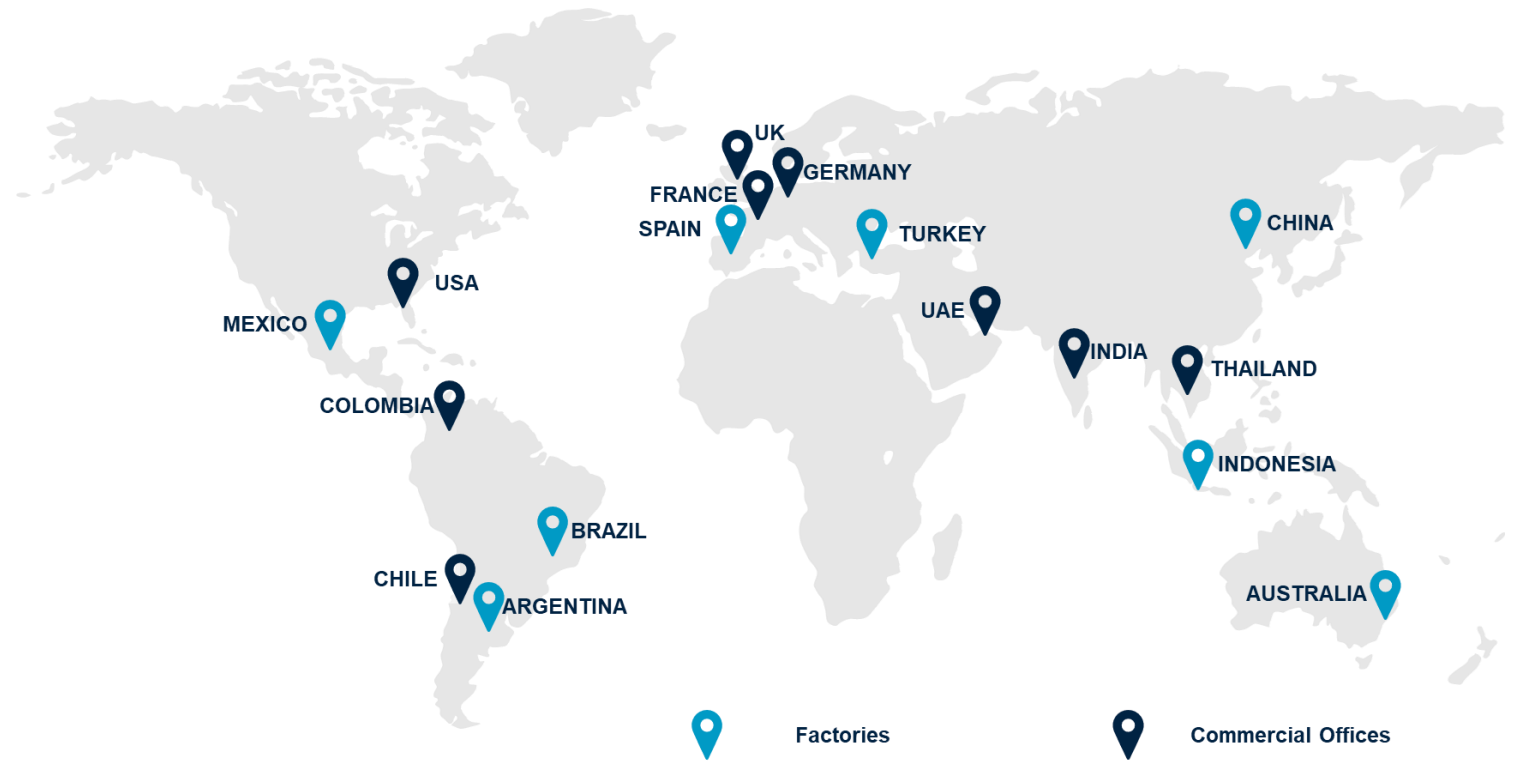 UK
GERMANY
FRANCE
SPAIN
TURKEY
CHINA
USA
MEXICO
UAE
INDIA
THAILAND
COLOMBIA
INDONESIA
BRAZIL
CHILE
ARGENTINA
AUSTRALIA
Factories
Commercial Offices